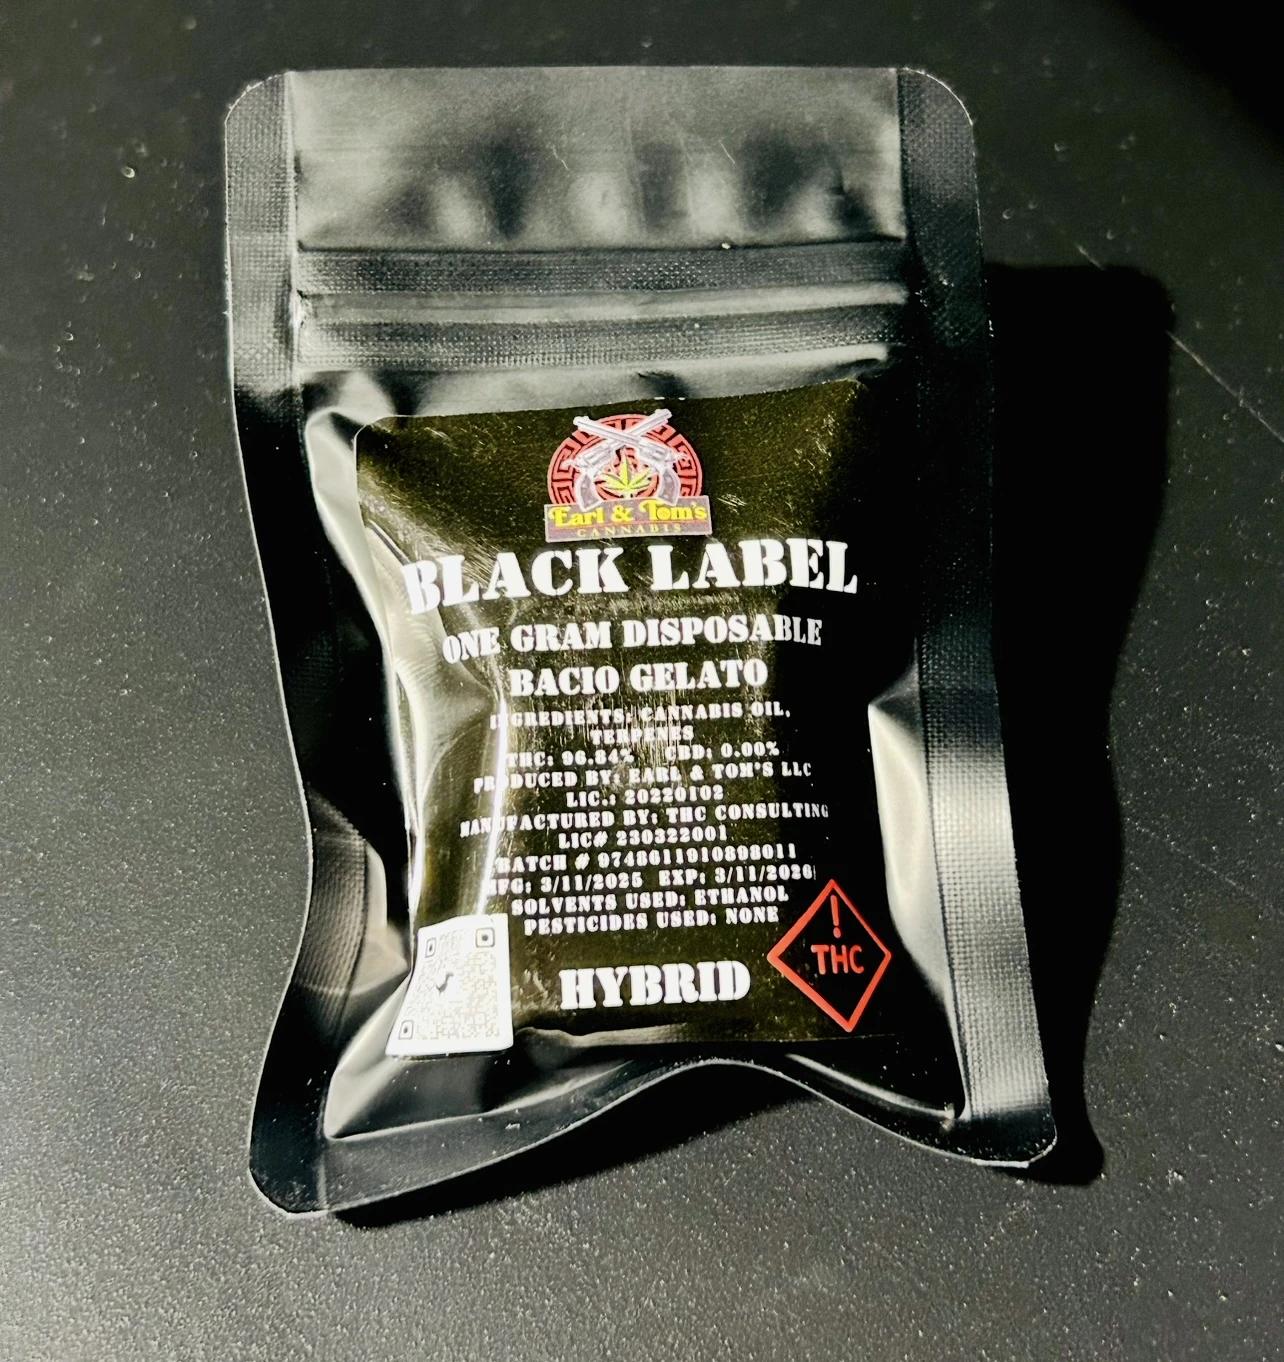 Earl & Tom's
CANNABIS
BLACK LABEL
ONE GRAM DISPOSABLE
BACIO GELATO
INGREDIENTS: CANNABIS OIL,
TERPENES
THC: 96.84% CBD: 0.00%
PRODUCED BY: EARL & TOM'S LLC
LIC.: 20220102
MANUFACTURED BY: THC CONSULTING
LIC# 230322001
BATCH # 9748611910898011
MFG: 3/11/2025 EXP: 3/11/2026
SOLVENTS USED: ETHANOL
PESTICIDES USED: NONE
! THC
HYBRID